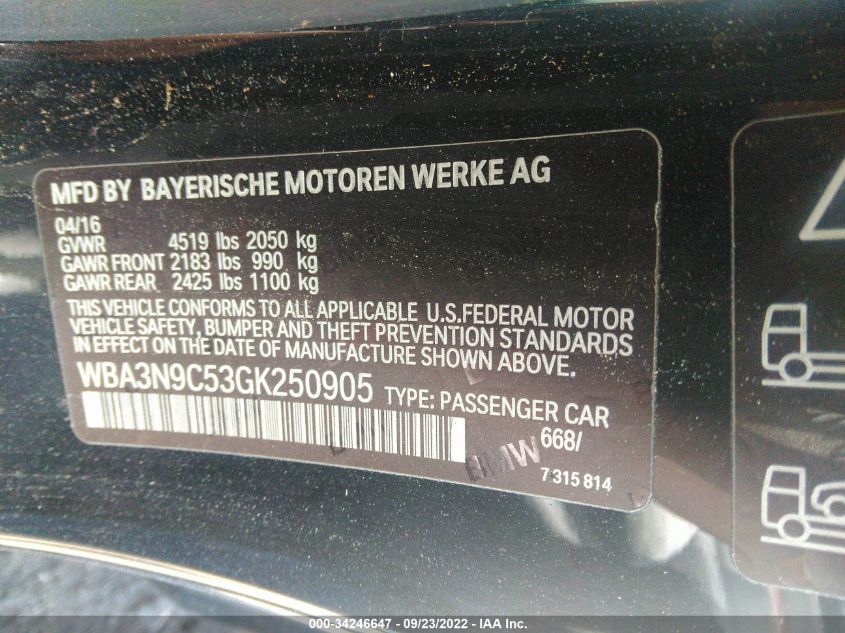 MFD BY BAYERISCHE MOTOREN WERKE AG
04/16
GVWR 4519 lbs 2050 kg
GAWR FRONT 2183 lbs 990 kg
GAWR REAR 2425 lbs 1100 kg
THIS VEHICLE CONFORMS TO ALL APPLICABLE U.S.FEDERAL MOTOR
VEHICLE SAFETY, BUMPER AND THEFT PREVENTION STANDARDS
IN EFFECT ON THE DATE OF MANUFACTURE SHOWN ABOVE.
WBA3N9C53GK250905 TYPE: PASSENGER CAR
668/
BMW
7 315 814
000-34246647 - 09/23/2022 - IAA Inc.